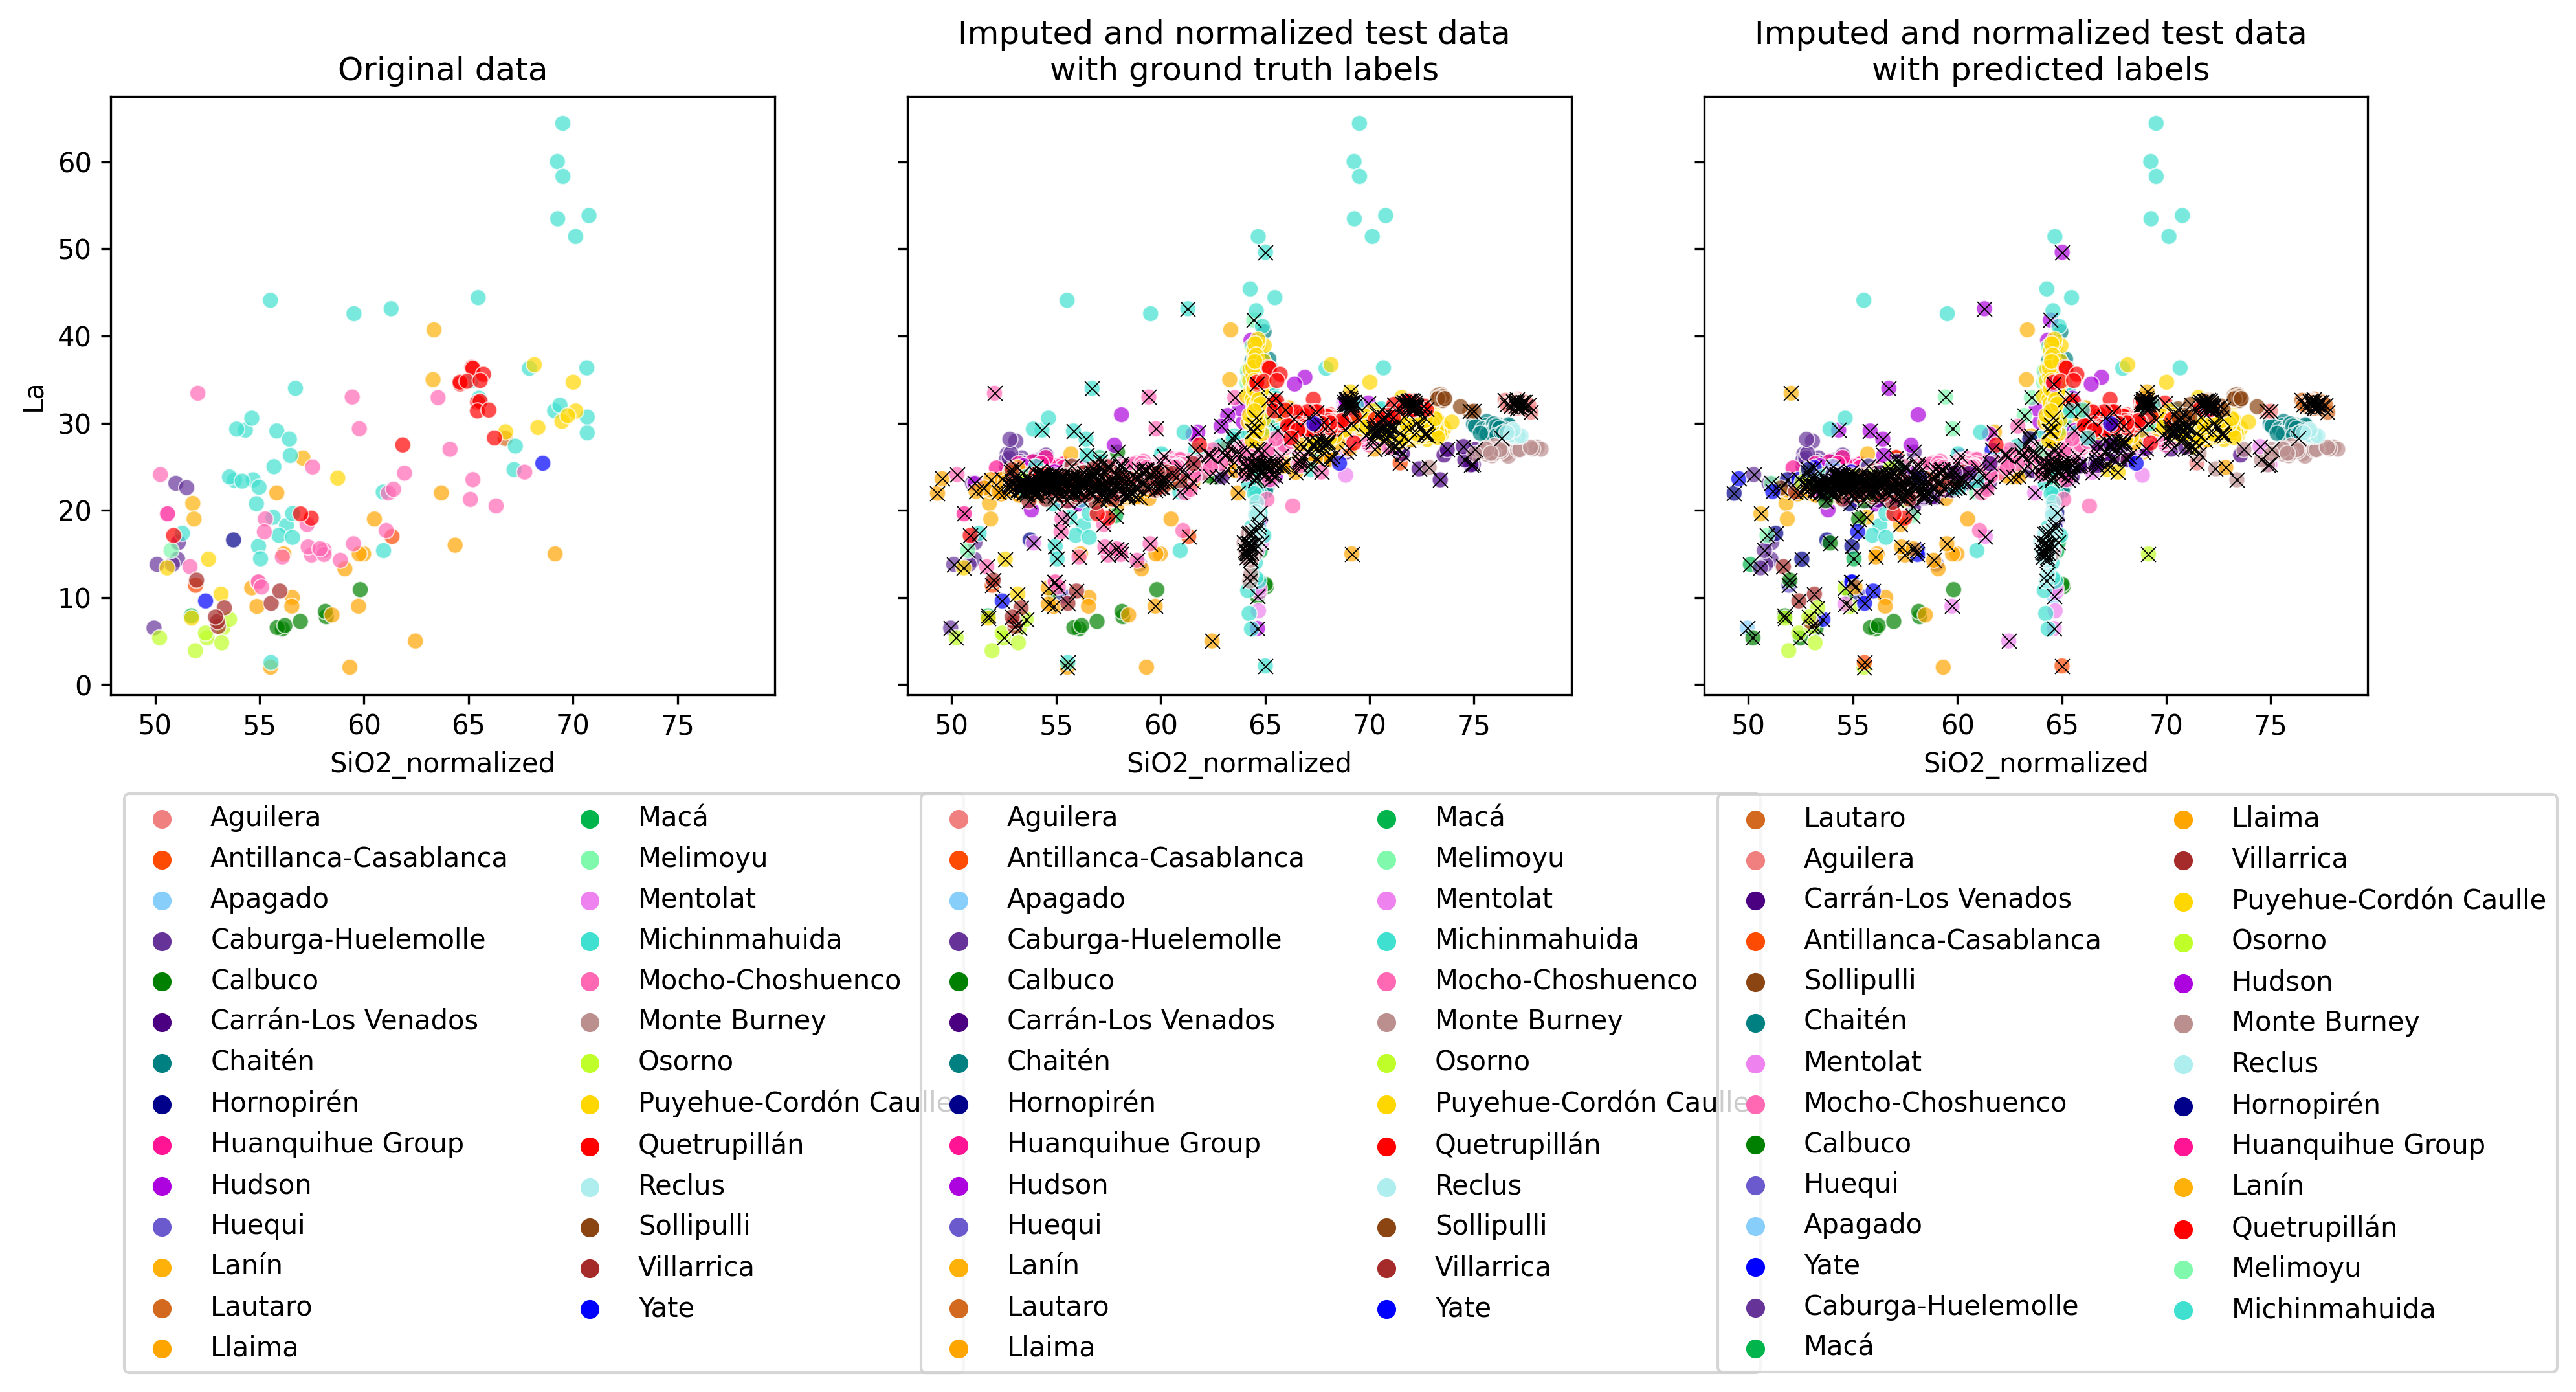 Original data
Imputed and normalized test data
with ground truth labels
Imputed and normalized test data
with predicted labels
La
60
50
40
30
20
10
0
50 55 60 65 70 75
SiO2_normalized
50 55 60 65 70 75
SiO2_normalized
50 55 60 65 70 75
SiO2_normalized
Aguilera
Antillanca-Casablanca
Apagado
Caburga-Huelemolle
Calbuco
Carrán-Los Venados
Chaitén
Hornopirén
Huanquihue Group
Hudson
Huequi
Lanín
Lautaro
Llaima
Macá
Melimoyu
Mentolat
Michinmahuida
Mocho-Choshuenco
Monte Burney
Osorno
Puyehue-Cordón Caulle
Quetrupillán
Reclus
Sollipulli
Villarrica
Yate
Aguilera
Antillanca-Casablanca
Apagado
Caburga-Huelemolle
Calbuco
Carrán-Los Venados
Chaitén
Hornopirén
Huanquihue Group
Hudson
Huequi
Lanín
Lautaro
Llaima
Macá
Melimoyu
Mentolat
Michinmahuida
Mocho-Choshuenco
Monte Burney
Osorno
Puyehue-Cordón Caulle
Quetrupillán
Reclus
Sollipulli
Villarrica
Yate
Lautaro
Aguilera
Carrán-Los Venados
Antillanca-Casablanca
Sollipulli
Chaitén
Mentolat
Mocho-Choshuenco
Calbuco
Huequi
Apagado
Yate
Caburga-Huelemolle
Macá
Llaima
Villarrica
Puyehue-Cordón Caulle
Osorno
Hudson
Monte Burney
Reclus
Hornopirén
Huanquihue Group
Lanín
Quetrupillán
Melimoyu
Michinmahuida